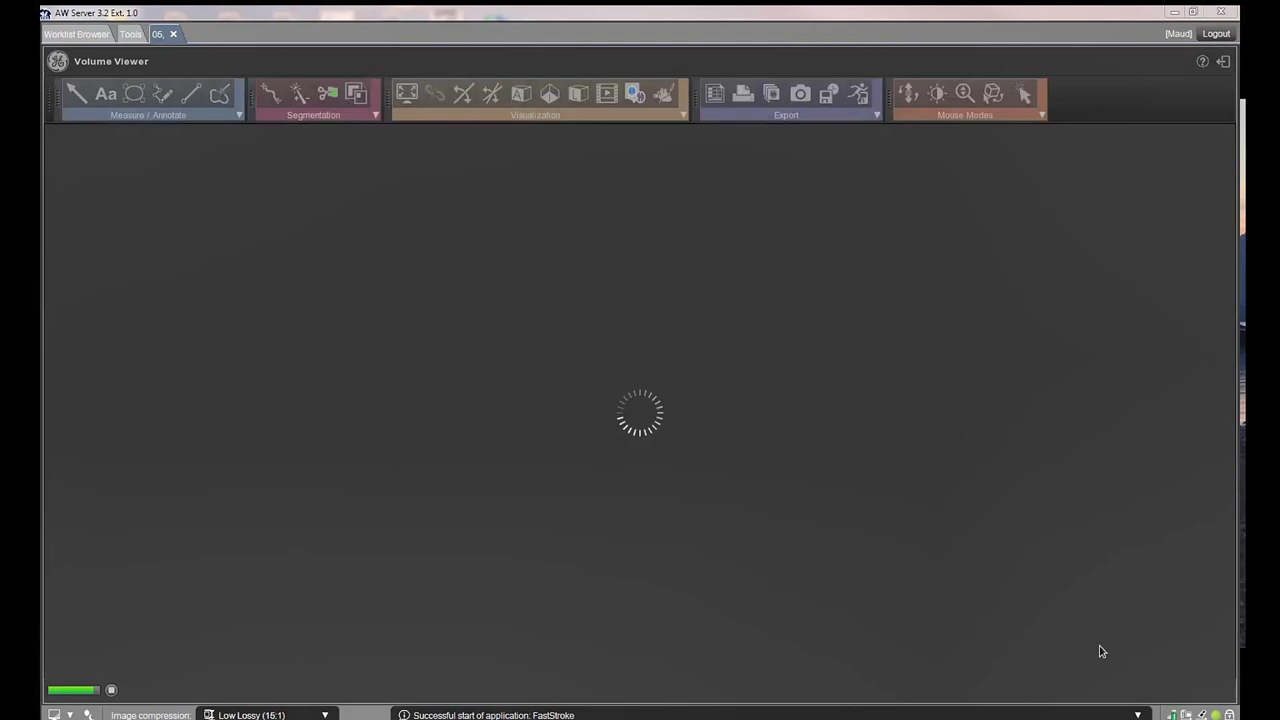 AW Server 3.2 Ext. 1.0
Worklist Browser Tools 05, [Maud] Logout
Volume Viewer
Aa
Measure / Annotate Segmentation Visualization Export Mouse Modes
Image compression: Low Lossy (15:1) Successful start of application: FastStroke